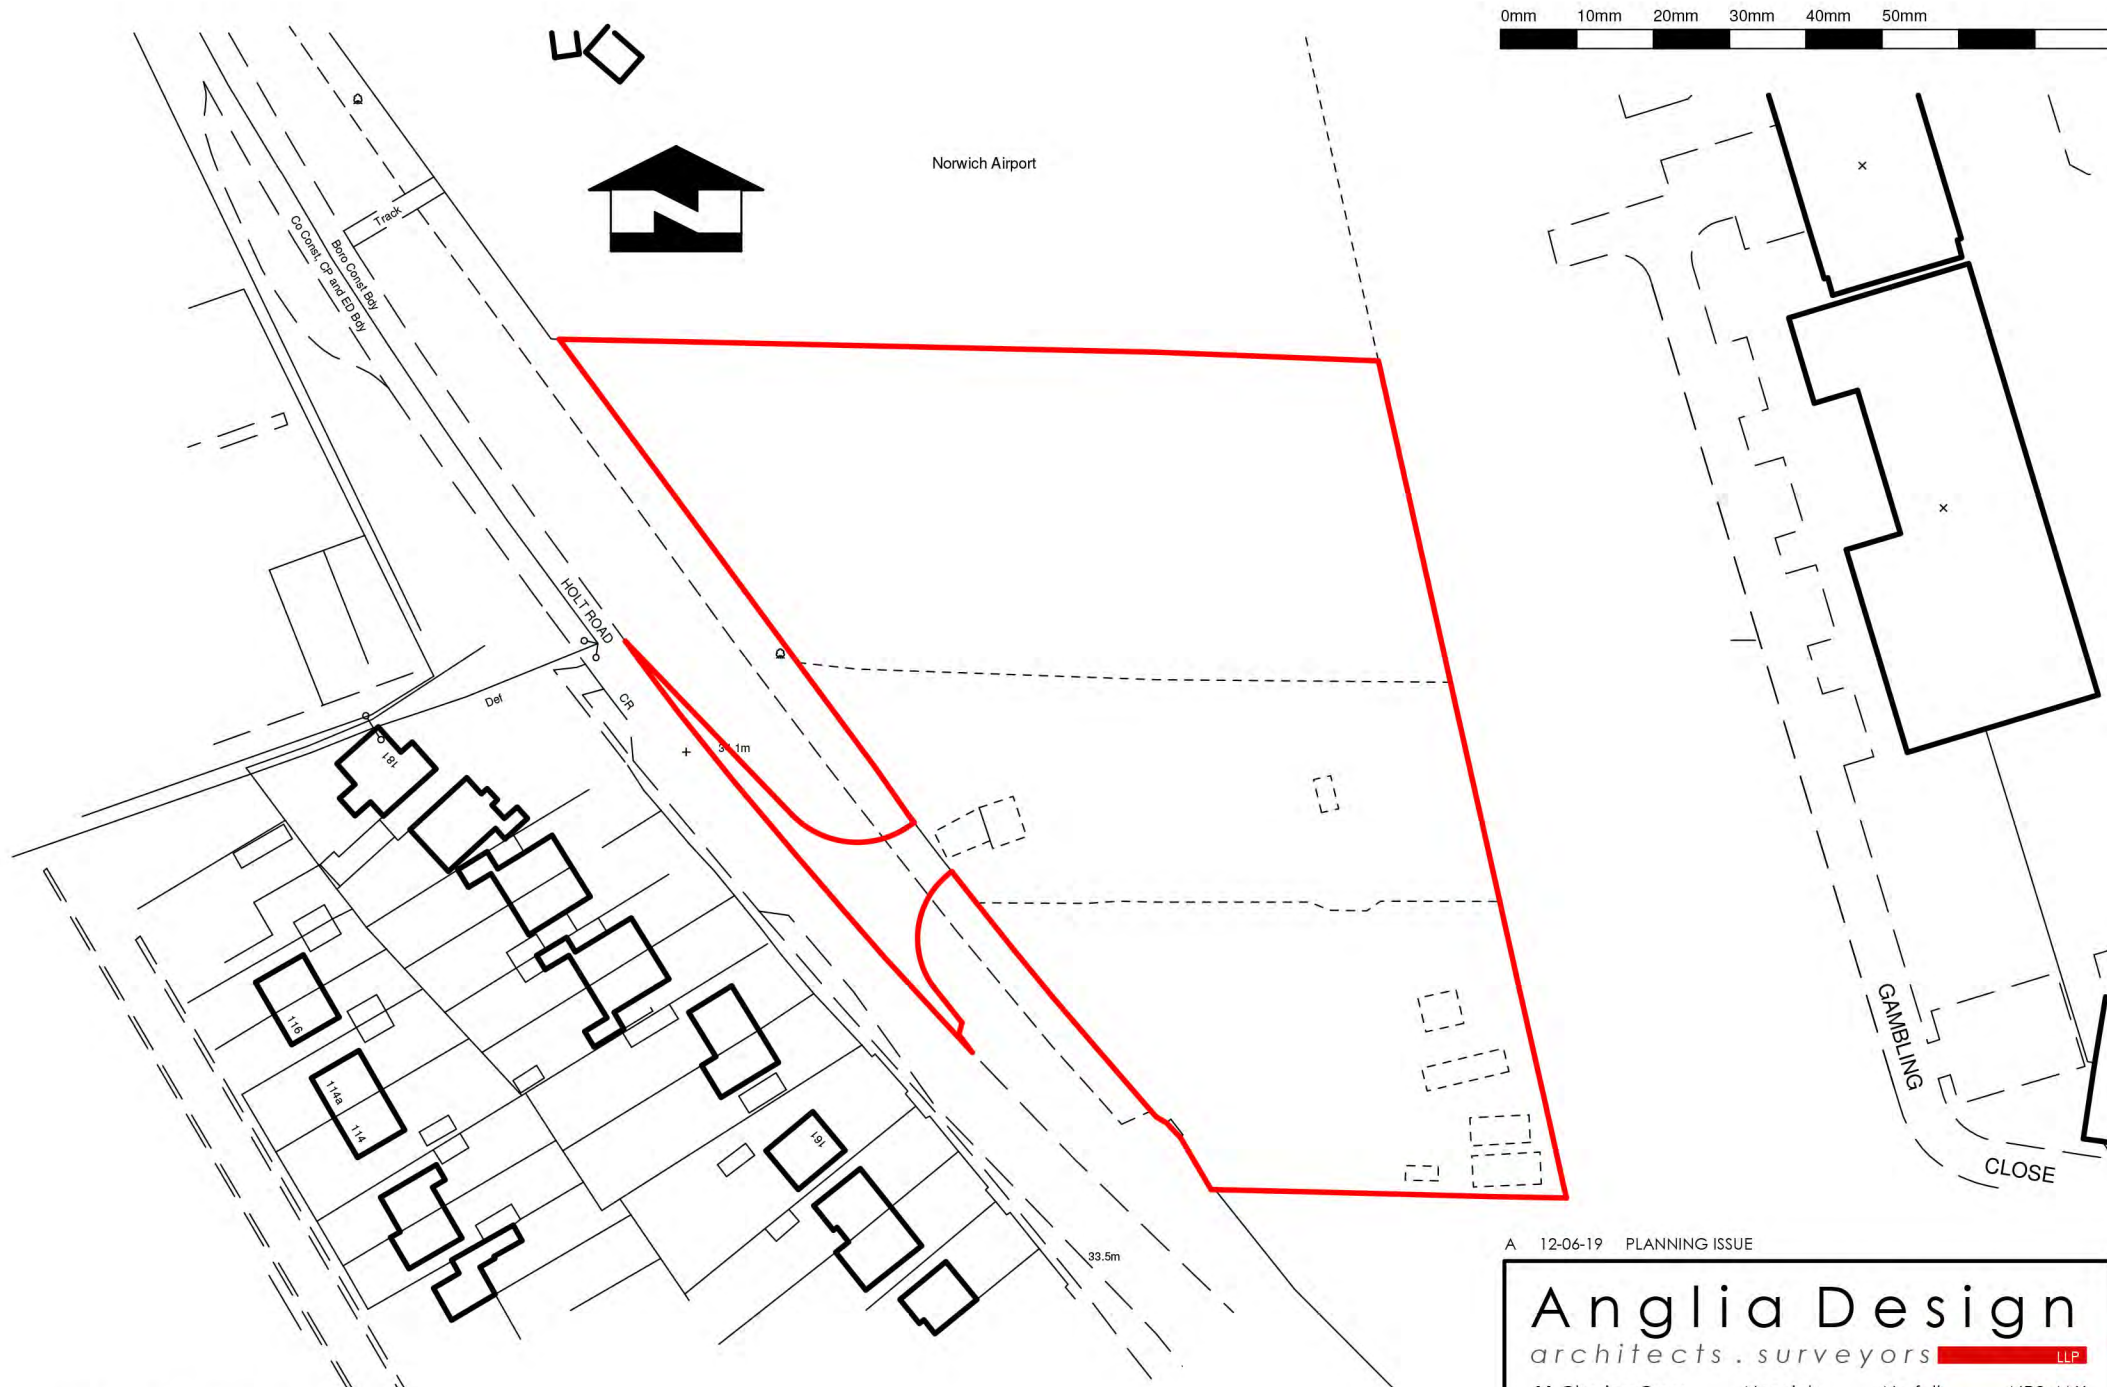 0mm 10mm 20mm 30mm 40mm 50mm
Norwich Airport
Track
Boro Const Bdy
Co Const, CP and ED Bdy
HOLT ROAD
CR
Def
181
116
114a
114
161
33.5m
GAMBLING
CLOSE
A 12-06-19 PLANNING ISSUE
Anglia Design
architects . surveyors
LLP